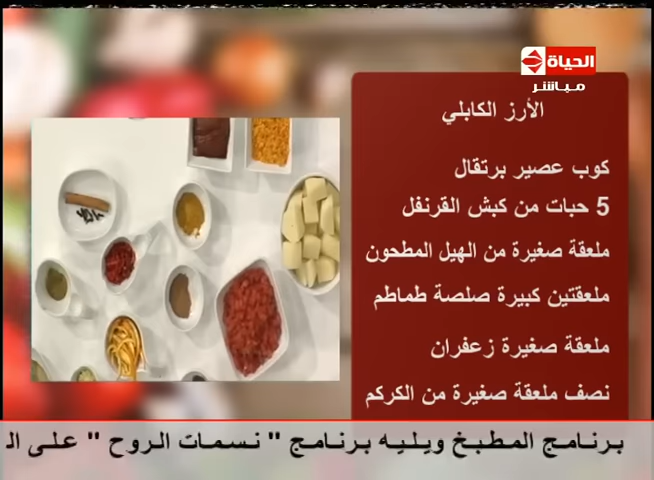 الحياة
مباشر
الأرز الكابلي
كوب عصير برتقال
5 حبات من كبش القرنفل
ملعقة صغيرة من الهيل المطحون
ملعقتين كبيرة صلصة طماطم
ملعقة صغيرة زعفران
نصف ملعقة صغيرة من الكركم
برنامج المطبخ ويليه برنامج " نسمات الروح " على الـ